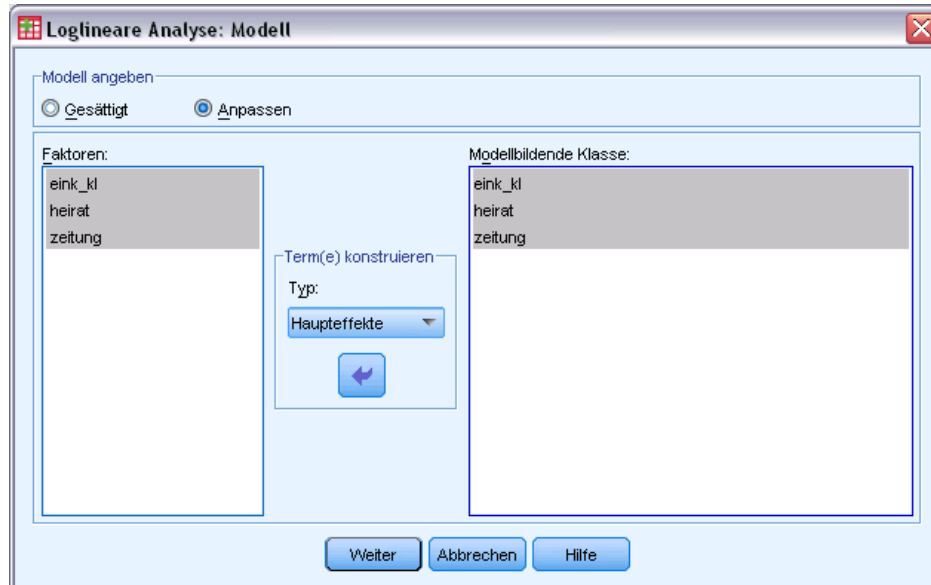 Loglineare Analyse: Modell
Modell angeben
Gesättigt
Anpassen
Faktoren:
eink_kl
heirat
zeitung
Term(e) konstruieren
Typ:
Haupteffekte
Modellbildende Klasse:
eink_kl
heirat
zeitung
Weiter
Abbrechen
Hilfe